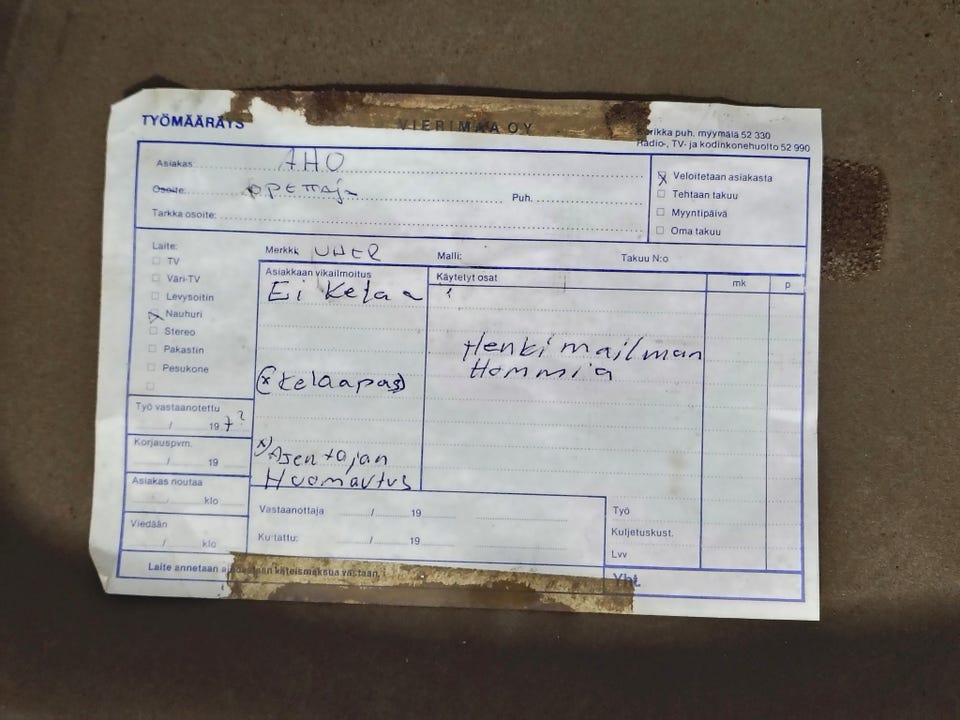 TYÖMÄÄRÄYS
VIERIMAA OY
puh. myymälä 52 330
Radio-, TV- ja kodinkonehuolto 52 990
Asiakas AHO
Osoite: OPETTAJA
Puh.
Tarkka osoite:
Veloitetaan asiakasta
Tehtaan takuu
Myyntipäivä
Oma takuu
Laite:
TV
Väri-TV
Levysoitin
Nauhuri
Stereo
Pakastin
Pesukone
Merkki: UHER
Malli:
Takuu N:o
Asiakkaan vikailmoitus
Ei Kelaa
(x Kelaapas)
x) Asentajan
Huomautus
Käytetyt osat
mk
p
Henkimailman
Hommia
Työ vastaanotettu
/ 19 7?
Korjauspvm.
/ 19
Asiakas noutaa
/ klo
Viedään
/ klo
Vastaanottaja / 19
Kuitattu: / 19
Työ
Kuljetuskust.
Lvv
Yht.
Laite annetaan ainoastaan käteismaksua vastaan.